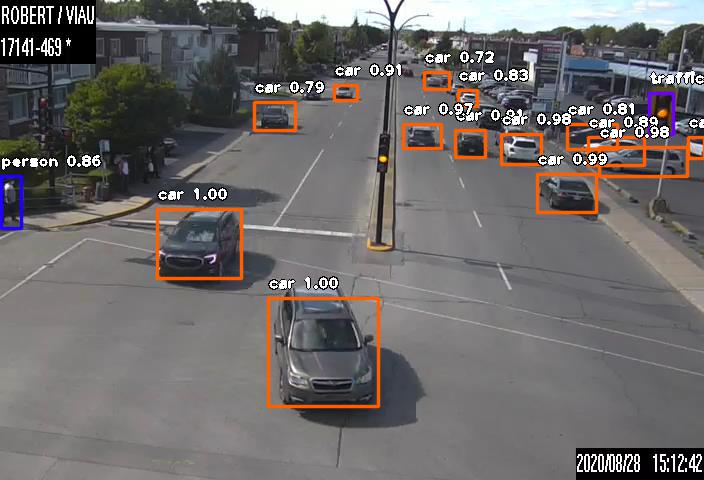 ROBERT / VIAU
17141-469 *
car 0.72
car 0.91
car 0.83
car 0.79
traffic
car 0.97
car 0.81
car 0.98
0.89
car 0.98
person 0.86
car 0.99
car 1.00
car 1.00
2020/08/28 15:12:42